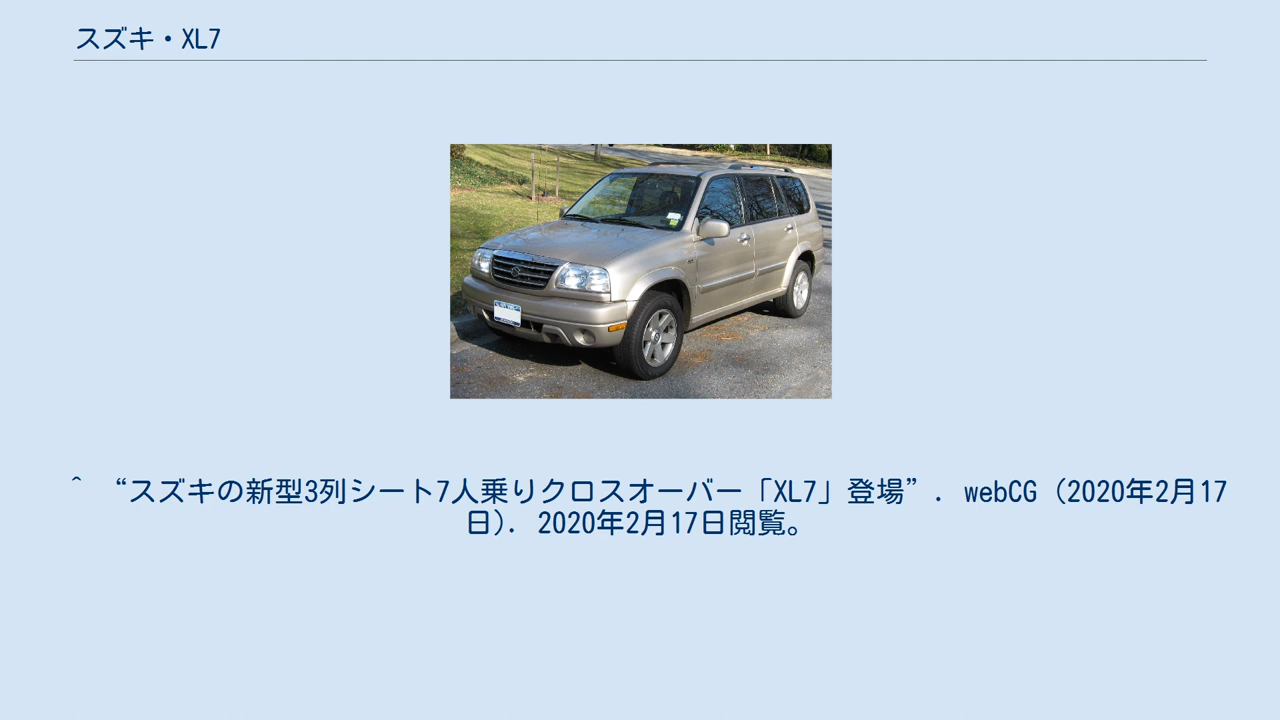 スズキ・XL7
^ “スズキの新型3列シート7人乗りクロスオーバー「XL7」登場”. webCG (2020年2月17
日). 2020年2月17日閲覧。